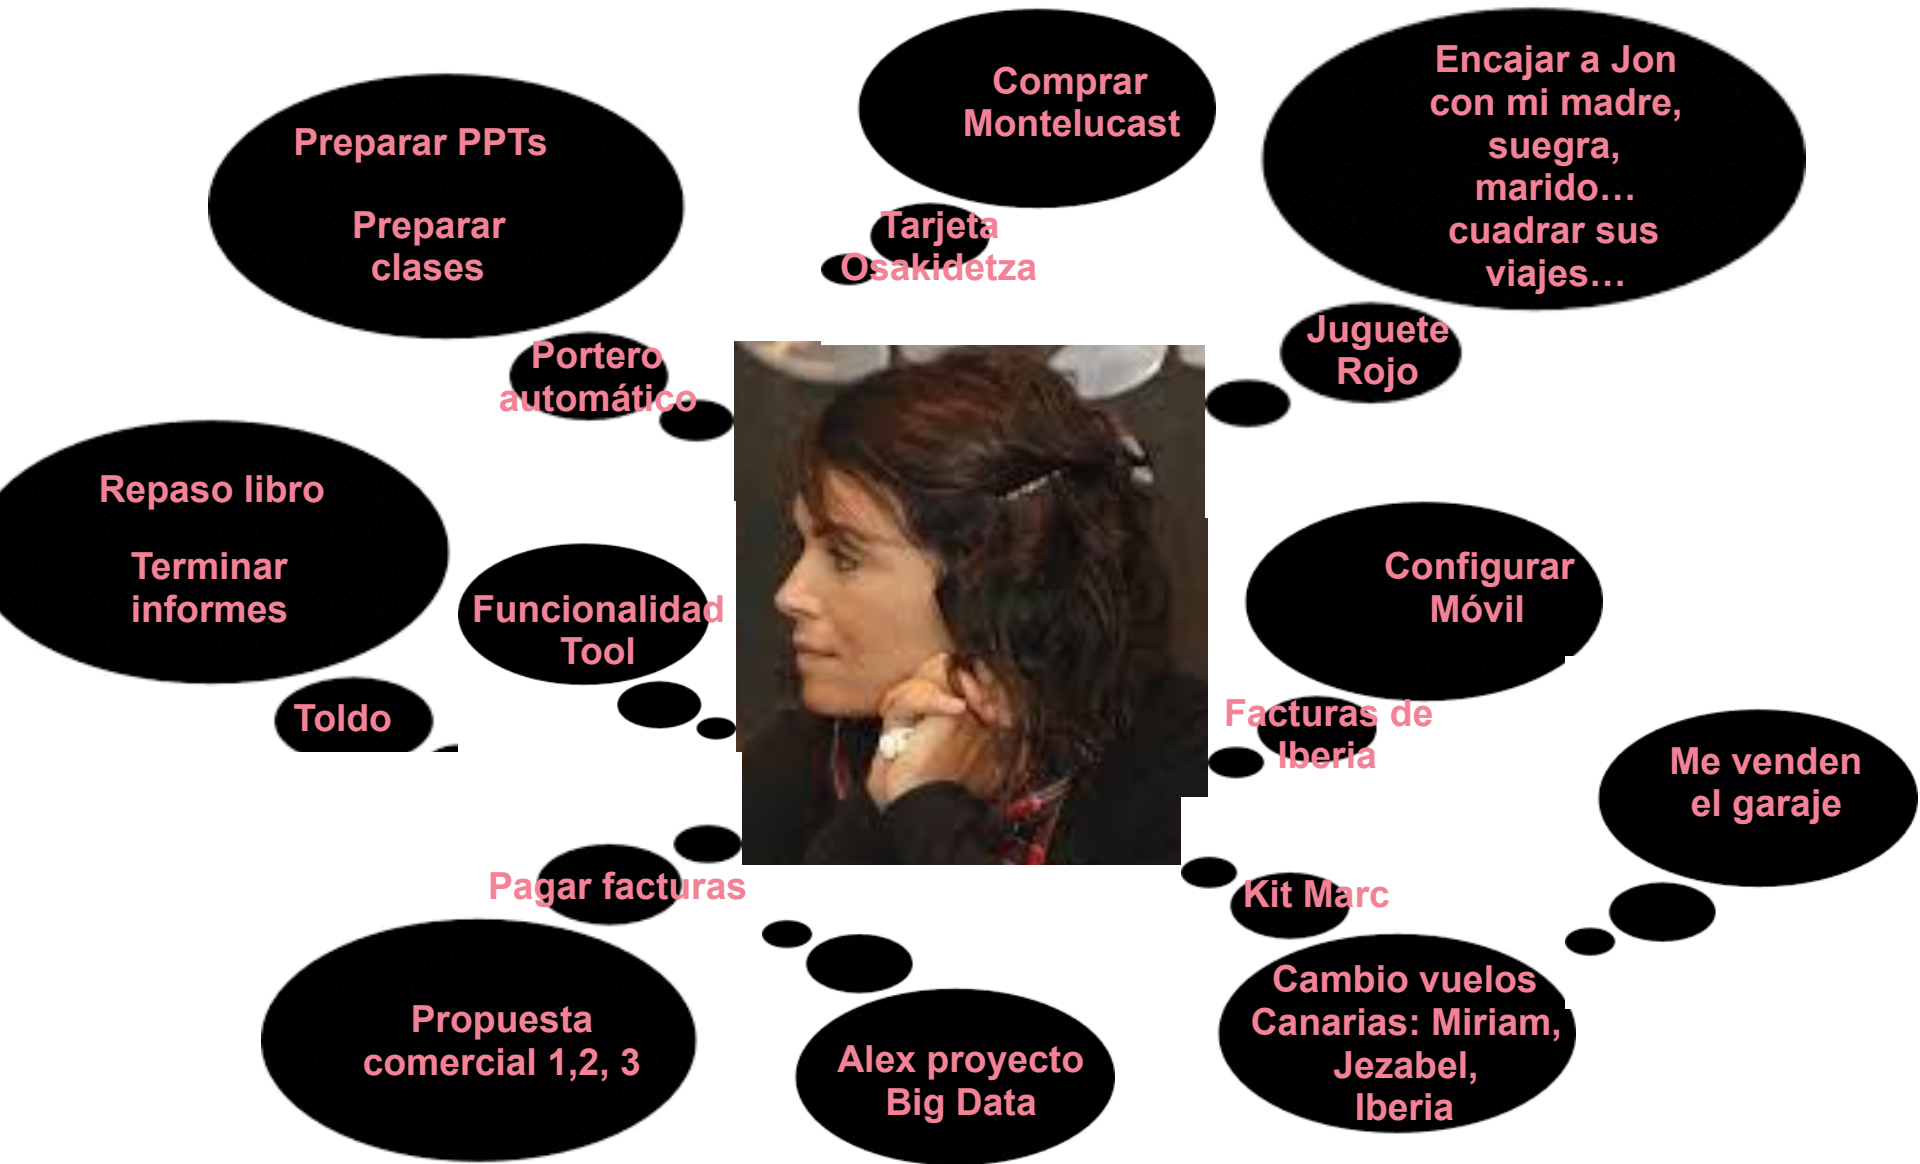 Comprar
Montelucast
Encajar a Jon
con mi madre,
suegra,
marido…
cuadrar sus
viajes…
Preparar PPTs
Preparar
clases
Tarjeta
Osakidetza
Juguete
Rojo
Portero
automático
Repaso libro
Terminar
informes
Funcionalidad
Tool
Configurar
Móvil
Toldo
Facturas de
Iberia
Me venden
el garaje
Pagar facturas
Kit Marc
Propuesta
comercial 1,2, 3
Alex proyecto
Big Data
Cambio vuelos
Canarias: Miriam,
Jezabel,
Iberia